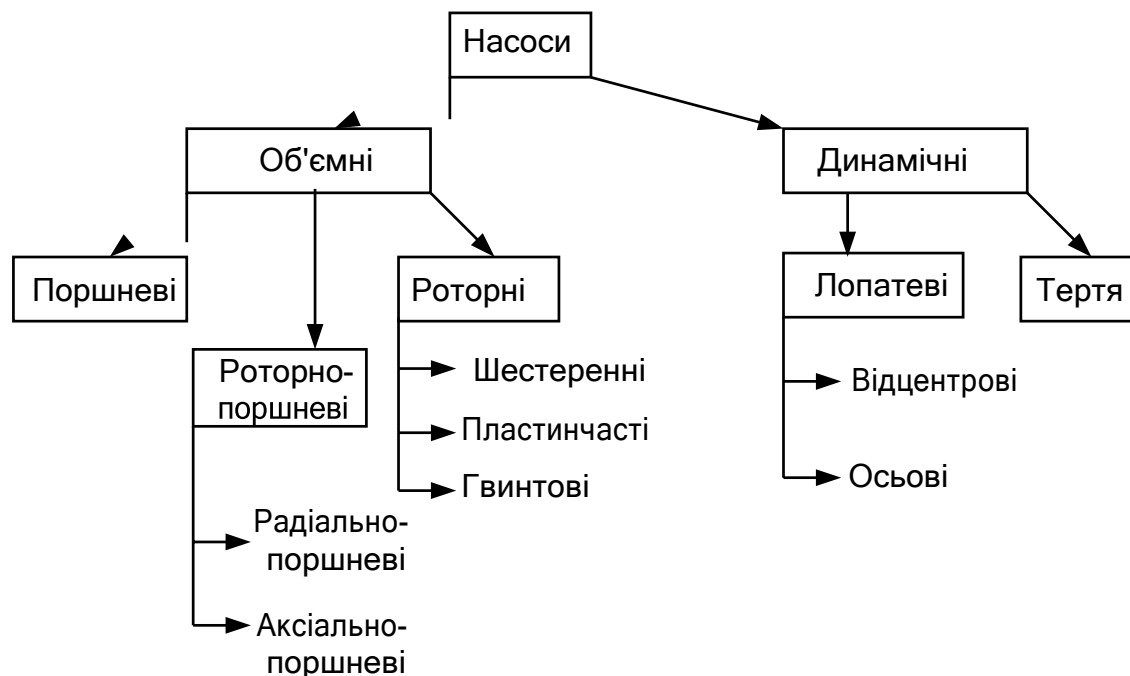 Насоси
Об'ємні
Динамічні
Поршневі
Роторні
Лопатеві
Тертя
Роторно-
поршневі
Шестеренні
Пластинчасті
Гвинтові
Відцентрові
Осьові
Радіально-
поршневі
Аксіально-
поршневі